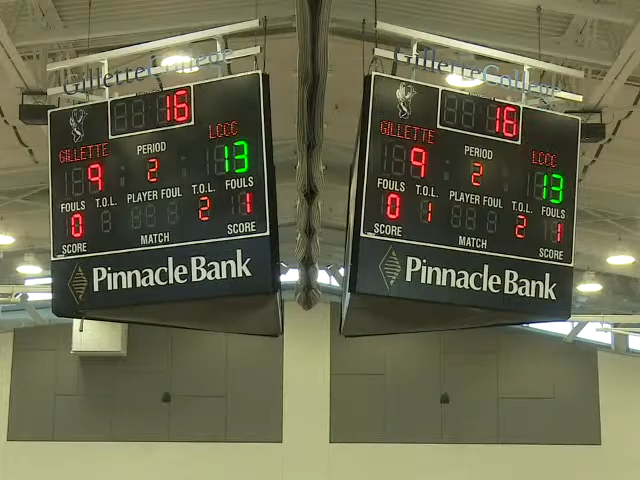 Gillette College
16
LCCC
GILLETTE PERIOD 13
9 2
FOULS T.O.L. PLAYER FOUL T.O.L. FOULS
0 2 1
SCORE MATCH SCORE
Pinnacle Bank
Gillette College
16
GILLETTE LCCC
9 PERIOD 13
2
FOULS T.O.L. PLAYER FOUL T.O.L. FOULS
0 1 2 1
SCORE MATCH SCORE
Pinnacle Bank